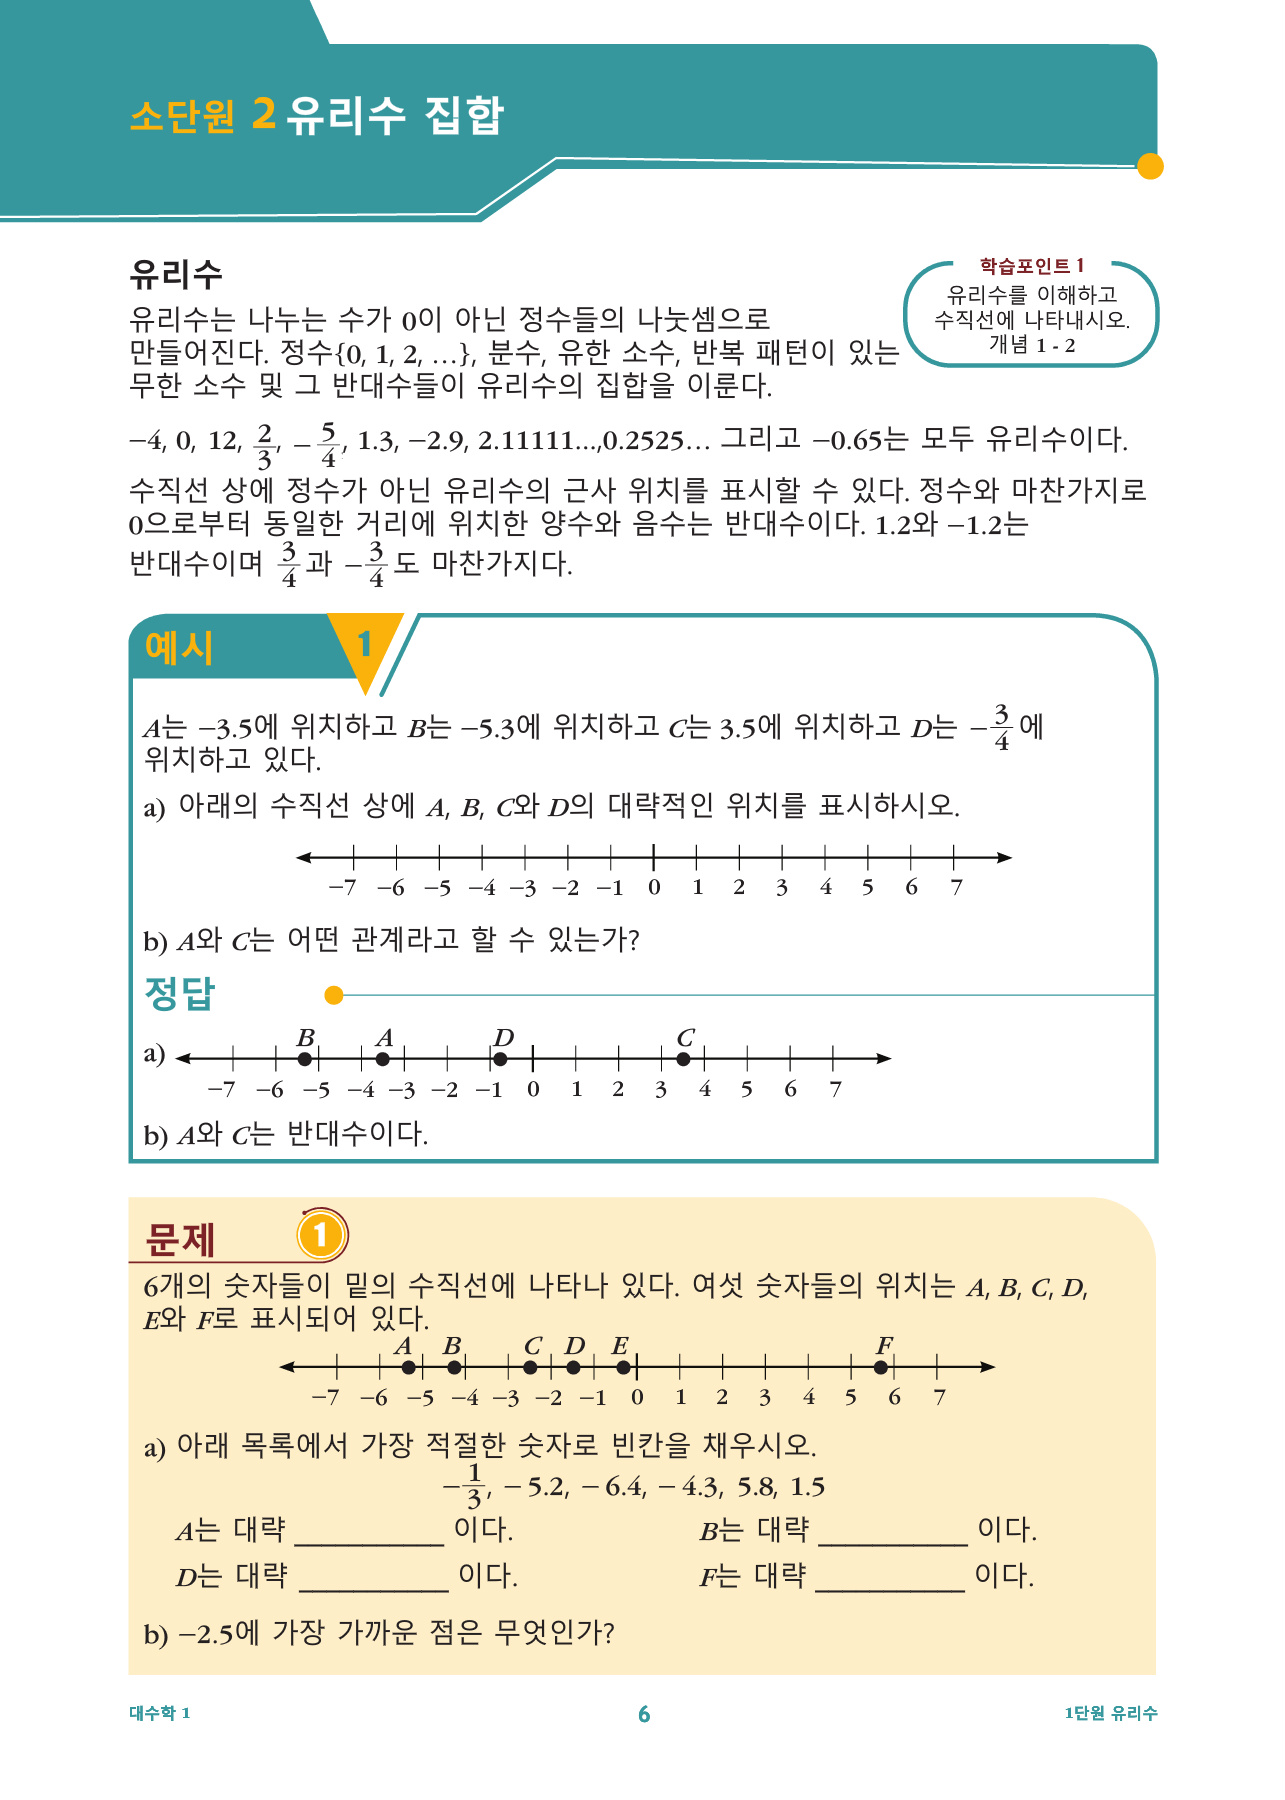 소단원 2 유리수 집합
유리수
학습포인트 1
유리수를 이해하고
수직선에 나타내시오.
개념 1 - 2
유리수는 나누는 수가 0이 아닌 정수들의 나눗셈으로
만들어진다. 정수{0, 1, 2, …}, 분수, 유한 소수, 반복 패턴이 있는
무한 소수 및 그 반대수들이 유리수의 집합을 이룬다.
−4, 0, 12, 2/3, −5/4, 1.3, −2.9, 2.11111...,0.2525… 그리고 −0.65는 모두 유리수이다.
수직선 상에 정수가 아닌 유리수의 근사 위치를 표시할 수 있다. 정수와 마찬가지로
0으로부터 동일한 거리에 위치한 양수와 음수는 반대수이다. 1.2와 −1.2는
반대수이며 3/4과 −3/4도 마찬가지다.
예시 1
A는 −3.5에 위치하고 B는 −5.3에 위치하고 C는 3.5에 위치하고 D는 −3/4에
위치하고 있다.
a) 아래의 수직선 상에 A, B, C와 D의 대략적인 위치를 표시하시오.
−7 −6 −5 −4 −3 −2 −1 0 1 2 3 4 5 6 7
b) A와 C는 어떤 관계라고 할 수 있는가?
정답
B A D C
a)
−7 −6 −5 −4 −3 −2 −1 0 1 2 3 4 5 6 7
b) A와 C는 반대수이다.
문제 1
6개의 숫자들이 밑의 수직선에 나타나 있다. 여섯 숫자들의 위치는 A, B, C, D,
E와 F로 표시되어 있다.
A B C D E F
−7 −6 −5 −4 −3 −2 −1 0 1 2 3 4 5 6 7
a) 아래 목록에서 가장 적절한 숫자로 빈칸을 채우시오.
−1/3, −5.2, −6.4, −4.3, 5.8, 1.5
A는 대략 ___________ 이다. B는 대략 ___________ 이다.
D는 대략 ___________ 이다. F는 대략 ___________ 이다.
b) −2.5에 가장 가까운 점은 무엇인가?
대수학 1 6 1단원 유리수